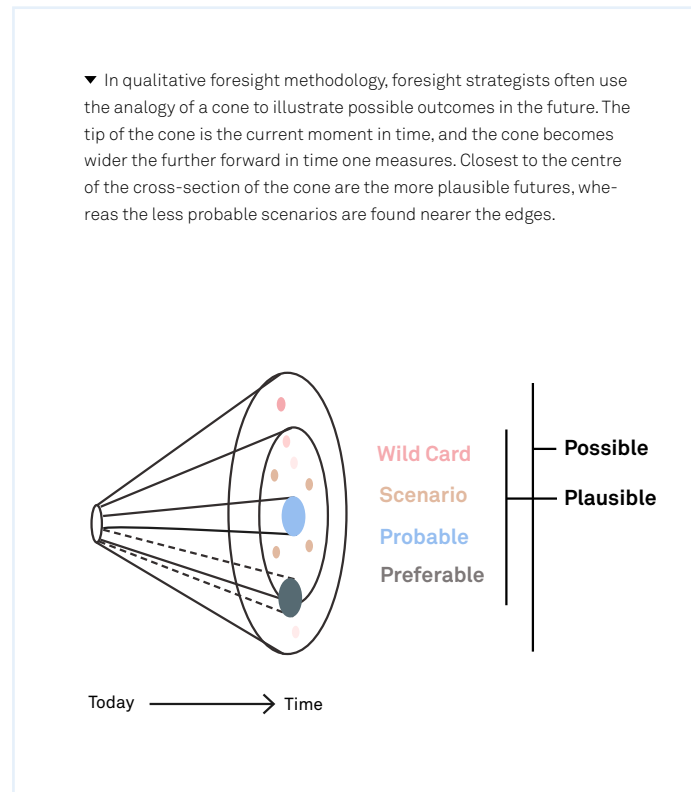 ▼ In qualitative foresight methodology, foresight strategists often use
the analogy of a cone to illustrate possible outcomes in the future. The
tip of the cone is the current moment in time, and the cone becomes
wider the further forward in time one measures. Closest to the centre
of the cross-section of the cone are the more plausible futures, whe-
reas the less probable scenarios are found nearer the edges.
Wild Card
Scenario
Probable
Preferable
Possible
Plausible
Today
Time